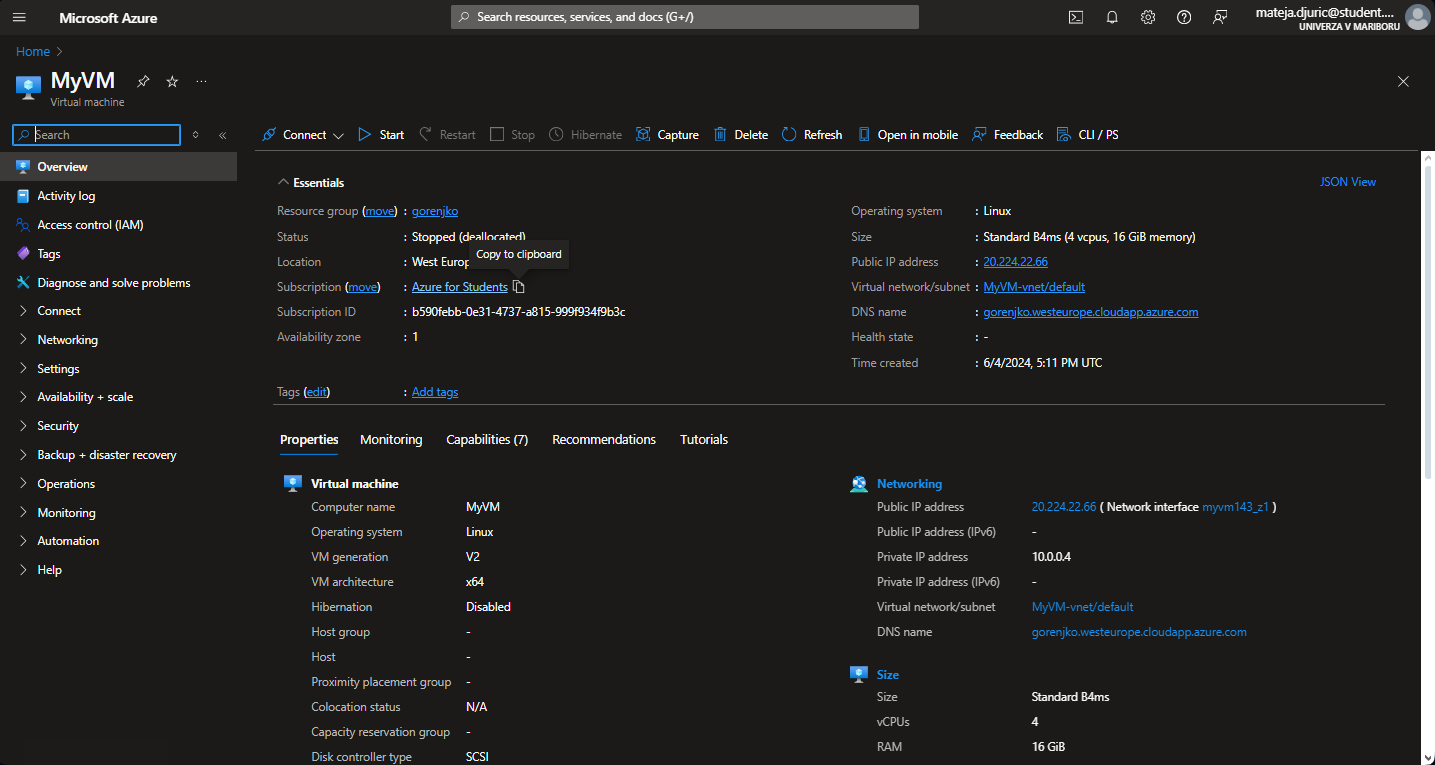 Microsoft Azure
Search resources, services, and docs (G+/)
mateja.djuric@student....
UNIVERZA V MARIBORU
Home
MyVM
Virtual machine
Search
Overview
Activity log
Access control (IAM)
Tags
Diagnose and solve problems
Connect
Networking
Settings
Availability + scale
Security
Backup + disaster recovery
Operations
Monitoring
Automation
Help
Connect Start Restart Stop Hibernate Capture Delete Refresh Open in mobile Feedback CLI / PS
Essentials
JSON View
Resource group (move) : gorenjko
Status : Stopped (deallocated)
Location : West Europ
Copy to clipboard
Subscription (move) : Azure for Students
Subscription ID : b590febb-0e31-4737-a815-999f934f9b3c
Availability zone : 1
Operating system : Linux
Size : Standard B4ms (4 vcpus, 16 GiB memory)
Public IP address : 20.224.22.66
Virtual network/subnet : MyVM-vnet/default
DNS name : gorenjko.westeurope.cloudapp.azure.com
Health state : -
Time created : 6/4/2024, 5:11 PM UTC
Tags (edit) : Add tags
Properties Monitoring Capabilities (7) Recommendations Tutorials
Virtual machine
Computer name MyVM
Operating system Linux
VM generation V2
VM architecture x64
Hibernation Disabled
Host group -
Host -
Proximity placement group -
Colocation status N/A
Capacity reservation group -
Disk controller type SCSI
Networking
Public IP address 20.224.22.66 ( Network interface myvm143_z1 )
Public IP address (IPv6) -
Private IP address 10.0.0.4
Private IP address (IPv6) -
Virtual network/subnet MyVM-vnet/default
DNS name gorenjko.westeurope.cloudapp.azure.com
Size
Size Standard B4ms
vCPUs 4
RAM 16 GiB